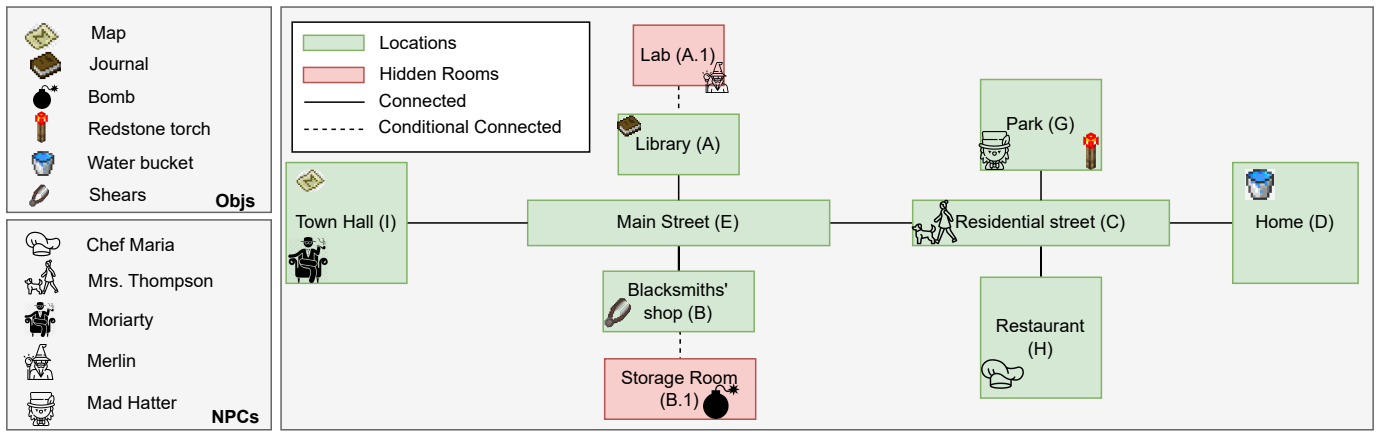 Map
Journal
Bomb
Redstone torch
Water bucket
Shears
Objs
Chef Maria
Mrs. Thompson
Moriarty
Merlin
Mad Hatter
NPCs
Locations
Hidden Rooms
Connected
Conditional Connected
Lab (A.1)
Library (A)
Park (G)
Town Hall (I)
Main Street (E)
Residential street (C)
Home (D)
Blacksmiths'
shop (B)
Restaurant
(H)
Storage Room
(B.1)